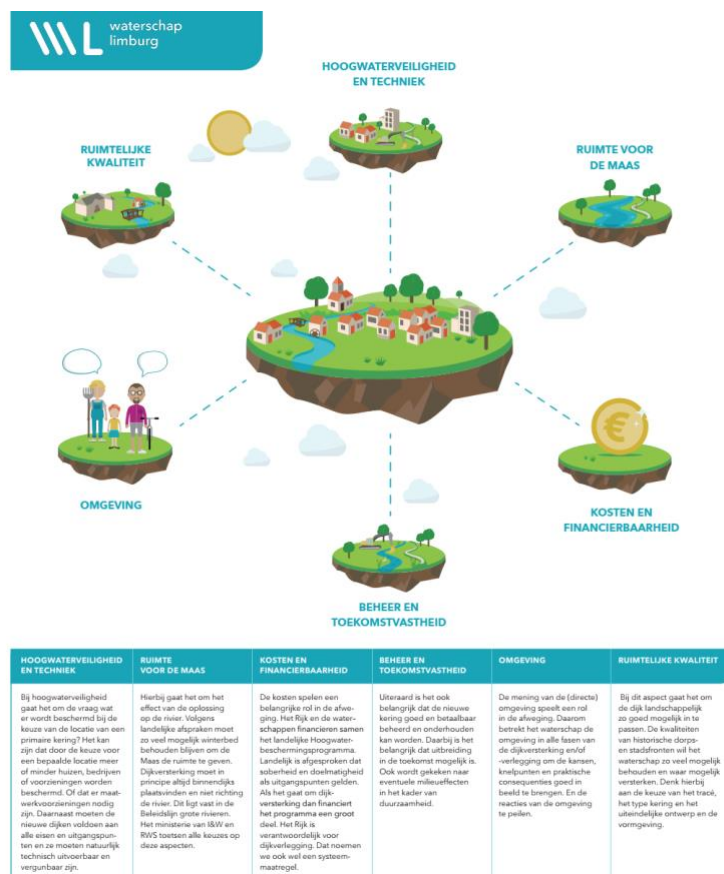 waterschap
limburg
HOOGWATERVEILIGHEID
EN TECHNIEK
RUIMTELIJKE
KWALITEIT
RUIMTE VOOR
DE MAAS
OMGEVING
KOSTEN EN
FINANCIERBAARHEID
BEHEER EN
TOEKOMSTVASTHEID
HOOGWATERVEILIGHEID
EN TECHNIEK
Bij hoogwaterveiligheid
gaat het om de vraag wat
er wordt beschermd bij de
keuze van de locatie van een
primaire kering? Het kan
zijn dat door de keuze voor
een bepaalde locatie meer
of minder huizen, bedrijven
of voorzieningen worden
beschermd. Of dat er maat-
werkvoorzieningen nodig
zijn. Daarnaast moeten de
nieuwe dijken voldoen aan
alle eisen en uitgangspun-
ten en ze moeten natuurlijk
technisch uitvoerbaar en
vergunbaar zijn.
RUIMTE
VOOR DE MAAS
Hierbij gaat het om het
effect van de oplossing
op de rivier. Volgens
landelijke afspraken moet
zo veel mogelijk winterbed
behouden blijven om de
Maas de ruimte te geven.
Dijkversterking moet in
principe altijd binnendijks
plaatsvinden en niet richting
de rivier. Dit ligt vast in de
Beleidslijn grote rivieren.
Het ministerie van I&W en
RWS toetsen alle keuzes op
deze aspecten.
KOSTEN EN
FINANCIERBAARHEID
De kosten spelen een
belangrijke rol in de afwe-
ging. Het Rijk en de water-
schappen financieren samen
het landelijke Hoogwater-
beschermingsprogramma.
Landelijk is afgesproken dat
soberheid en doelmatigheid
als uitgangspunten gelden.
Als het gaat om dijk-
versterking dan financiert
het programma een groot
deel. Het Rijk is
verantwoordelijk voor
dijkverlegging. Dat noemen
we ook wel een systeem-
maatregel.
BEHEER EN
TOEKOMSTVASTHEID
Uiteraard is het ook
belangrijk dat de nieuwe
kering goed en betaalbaar
beheerd en onderhouden
kan worden. Daarbij is het
belangrijk dat uitbreiding
in de toekomst mogelijk is.
Ook wordt gekeken naar
eventuele milieueffecten
in het kader van
duurzaamheid.
OMGEVING
De mening van de (directe)
omgeving speelt een rol
in de afweging. Daarom
betrekt het waterschap de
omgeving in alle fasen van
de dijkversterking en/of
-verlegging om de kansen,
knelpunten en praktische
consequenties goed in
beeld te brengen. En de
reacties van de omgeving
te peilen.
RUIMTELIJKE KWALITEIT
Bij dit aspect gaat het om
de dijk landschappelijk
zo goed mogelijk in te
passen. De kwaliteiten
van historische dorps-
en stadsfronten wil het
waterschap zo veel mogelijk
behouden en waar mogelijk
versterken. Denk hierbij
aan de keuze van het tracé,
het type kering en het
uiteindelijke ontwerp en de
vormgeving.